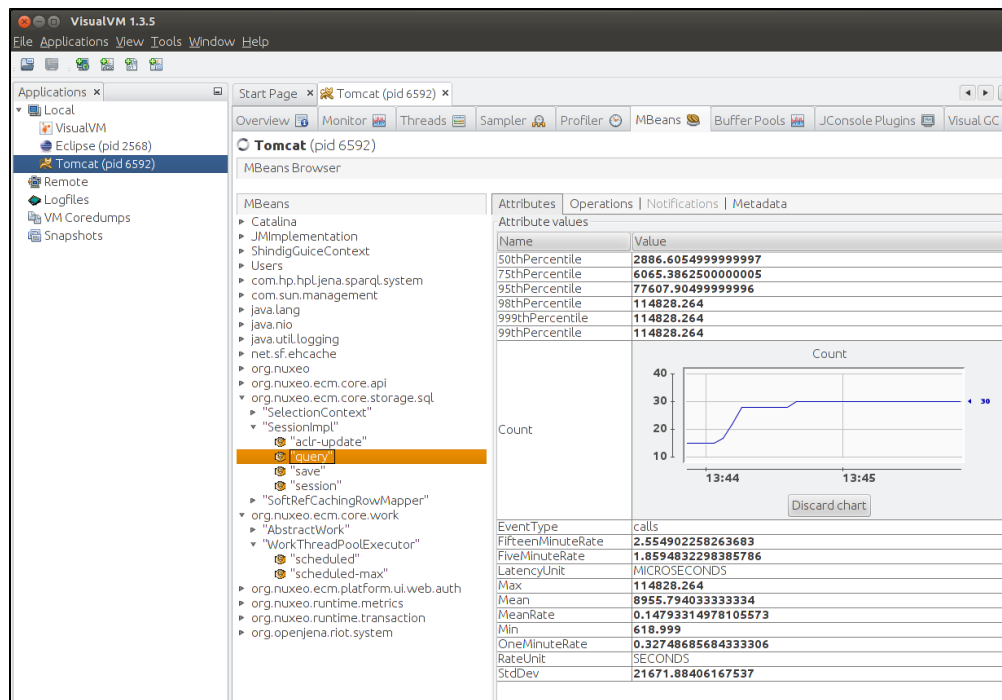 VisualVM 1.3.5
File Applications View Tools Window Help
Applications
Local
VisualVM
Eclipse (pid 2568)
Tomcat (pid 6592)
Remote
Logfiles
VM Coredumps
Snapshots
Start Page Tomcat (pid 6592)
Overview Monitor Threads Sampler Profiler MBeans Buffer Pools JConsole Plugins Visual GC
Tomcat (pid 6592)
MBeans Browser
MBeans
Catalina
JMImplementation
ShindigGuiceContext
Users
com.hp.hpl.jena.sparql.system
com.sun.management
java.lang
java.nio
java.util.logging
net.sf.ehcache
org.nuxeo
org.nuxeo.ecm.core.api
org.nuxeo.ecm.core.storage.sql
"SelectionContext"
"SessionImpl"
"aclr-update"
"query"
"save"
"session"
"SoftRefCachingRowMapper"
org.nuxeo.ecm.core.work
"AbstractWork"
"WorkThreadPoolExecutor"
"scheduled"
"scheduled-max"
org.nuxeo.ecm.platform.ui.web.auth
org.nuxeo.runtime.metrics
org.nuxeo.runtime.transaction
org.openjena.riot.system
Attributes Operations Notifications Metadata
Attribute values
Name Value
50thPercentile 2886.6054999999997
75thPercentile 6065.3862500000005
95thPercentile 77607.90499999996
98thPercentile 114828.264
999thPercentile 114828.264
99thPercentile 114828.264
Count
Count
40
30
20
10
30
13:44 13:45
Discard chart
EventType calls
FifteenMinuteRate 2.554902258263683
FiveMinuteRate 1.8594832298385786
LatencyUnit MICROSECONDS
Max 114828.264
Mean 8955.794033333334
MeanRate 0.14793314978105573
Min 618.999
OneMinuteRate 0.32748685684333306
RateUnit SECONDS
StdDev 21671.88406167537